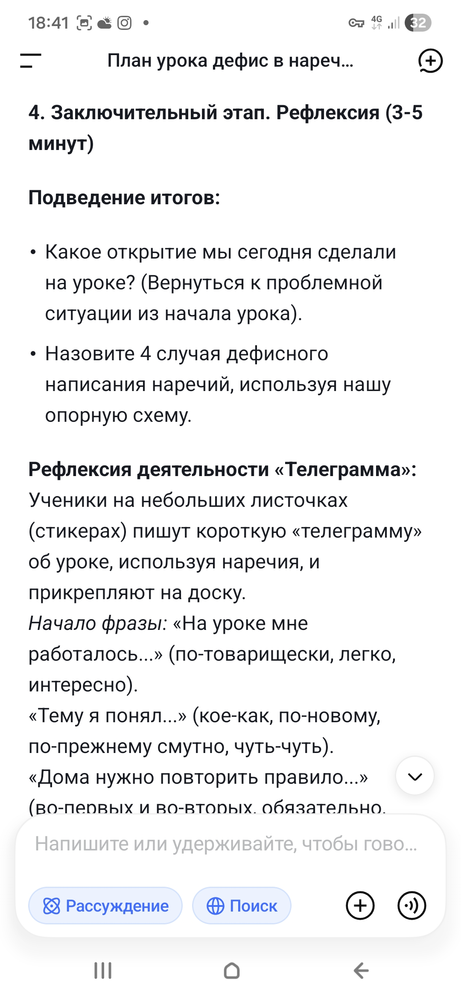 18:41
4G
32
План урока дефис в нареч...
4. Заключительный этап. Рефлексия (3-5
минут)
Подведение итогов:
• Какое открытие мы сегодня сделали
на уроке? (Вернуться к проблемной
ситуации из начала урока).
• Назовите 4 случая дефисного
написания наречий, используя нашу
опорную схему.
Рефлексия деятельности «Телеграмма»:
Ученики на небольших листочках
(стикерах) пишут короткую «телеграмму»
об уроке, используя наречия, и
прикрепляют на доску.
Начало фразы: «На уроке мне
работалось...» (по-товарищески, легко,
интересно).
«Тему я понял...» (кое-как, по-новому,
по-прежнему смутно, чуть-чуть).
«Дома нужно повторить правило...»
(во-первых и во-вторых, обязательно,
Напишите или удерживайте, чтобы гово...
Рассуждение
Поиск